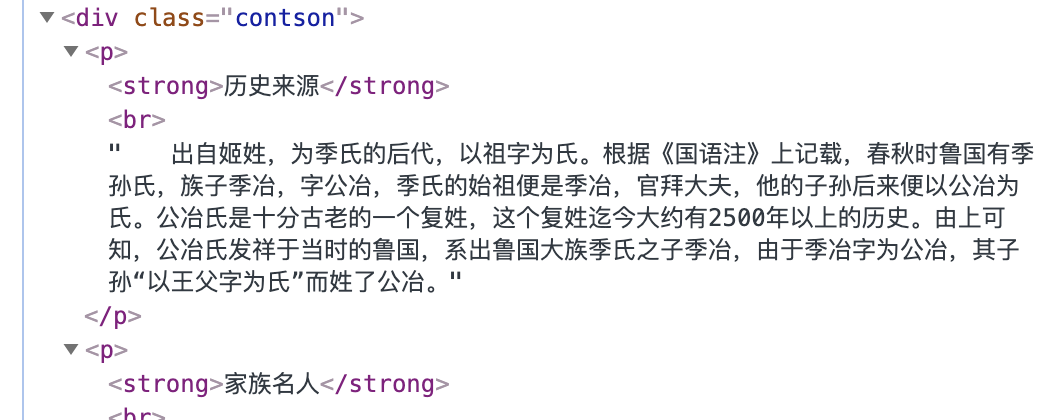 ▼<div class="contson">
▼<p>
<strong>历史来源</strong>
<br>
"　　出自姬姓，为季氏的后代，以祖字为氏。根据《国语注》上记载，春秋时鲁国有季
孙氏，族子季冶，字公冶，季氏的始祖便是季冶，官拜大夫，他的子孙后来便以公冶为
氏。公冶氏是十分古老的一个复姓，这个复姓迄今大约有2500年以上的历史。由上可
知，公冶氏发祥于当时的鲁国，系出鲁国大族季氏之子季冶，由于季冶字为公冶，其子
孙“以王父字为氏”而姓了公冶。"
</p>
▼<p>
<strong>家族名人</strong>
<br>